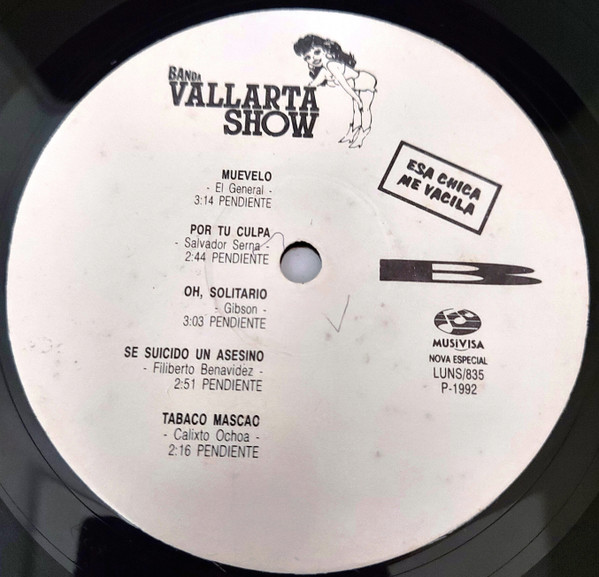 BANDA
VALLARTA
SHOW
ESA CHICA
ME VACILA
MUEVELO
- El General -
3:14 PENDIENTE
POR TU CULPA
- Salvador Serna -
2:44 PENDIENTE
OH, SOLITARIO
- Gibson -
3:03 PENDIENTE
SE SUICIDO UN ASESINO
- Filiberto Benavidez -
2:51 PENDIENTE
TABACO MASCAO
- Calixto Ochoa -
2:16 PENDIENTE
B
MUSIVISA
NOVA ESPECIAL
LUNS/835
P-1992